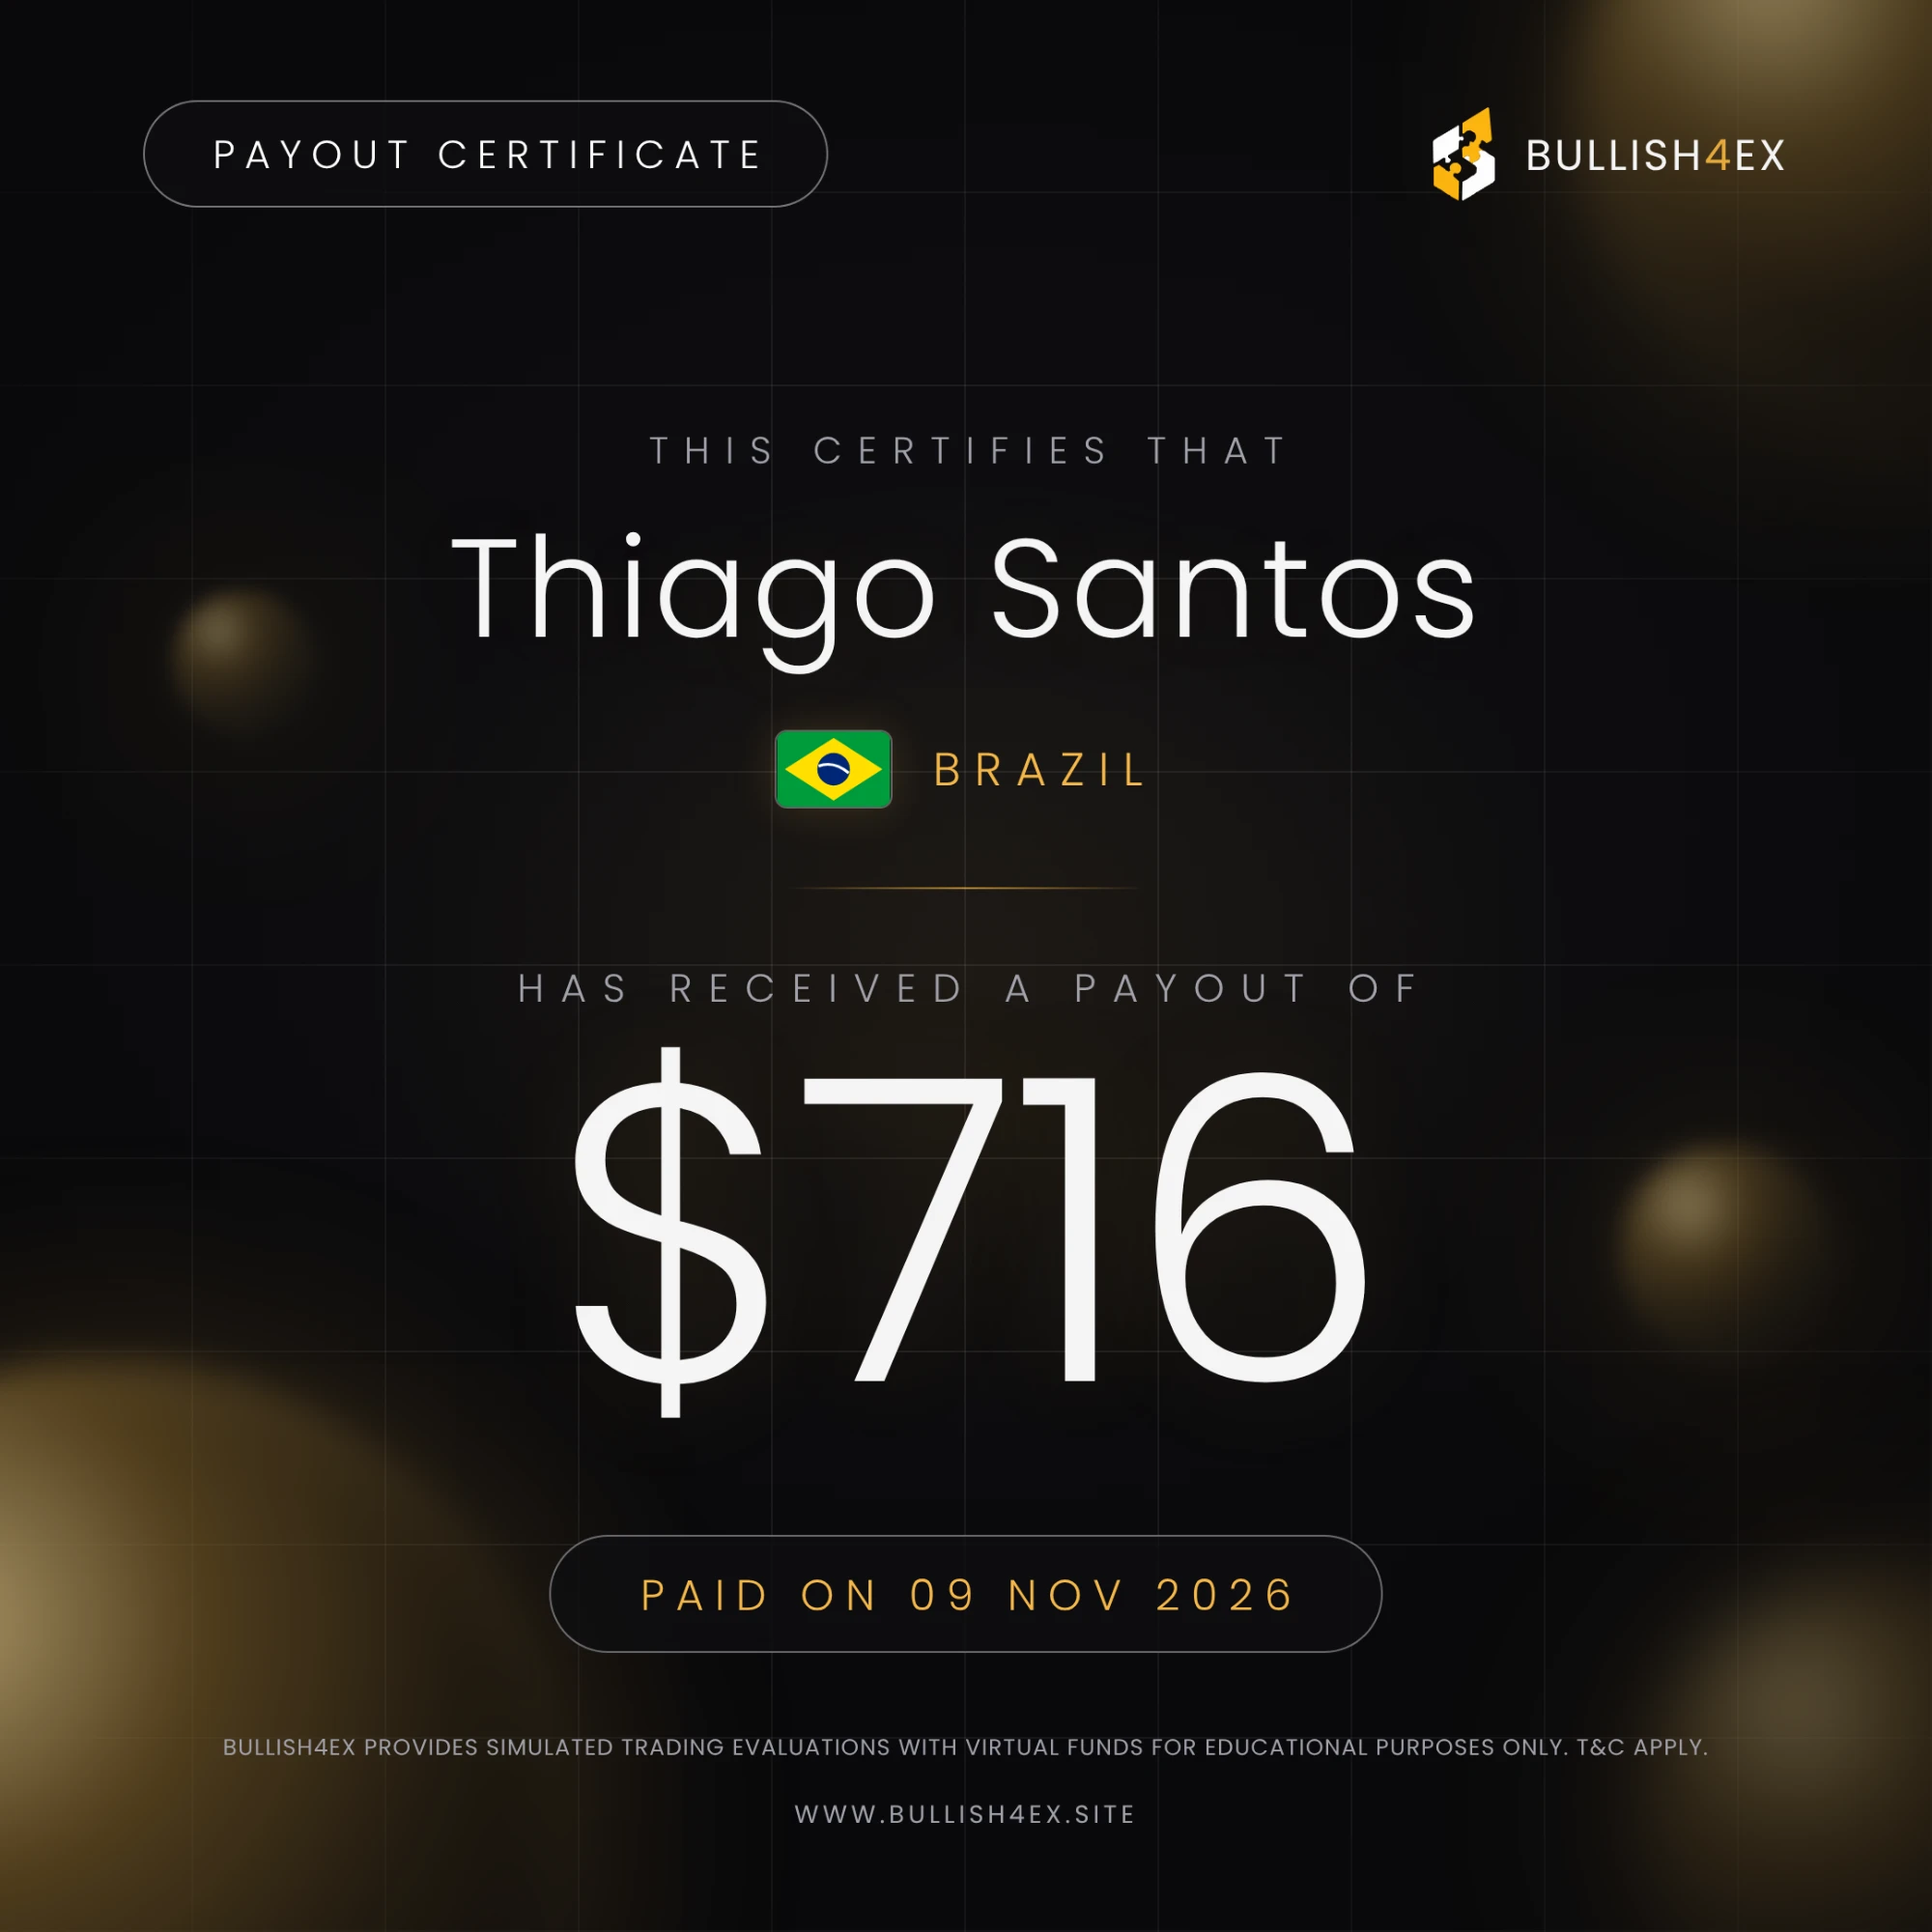 PAYOUT CERTIFICATE
BULLISH4EX
THIS CERTIFIES THAT
Thiago Santos
BRAZIL
HAS RECEIVED A PAYOUT OF
$716
PAID ON 09 NOV 2026
BULLISH4EX PROVIDES SIMULATED TRADING EVALUATIONS WITH VIRTUAL FUNDS FOR EDUCATIONAL PURPOSES ONLY. T&C APPLY.
WWW.BULLISH4EX.SITE